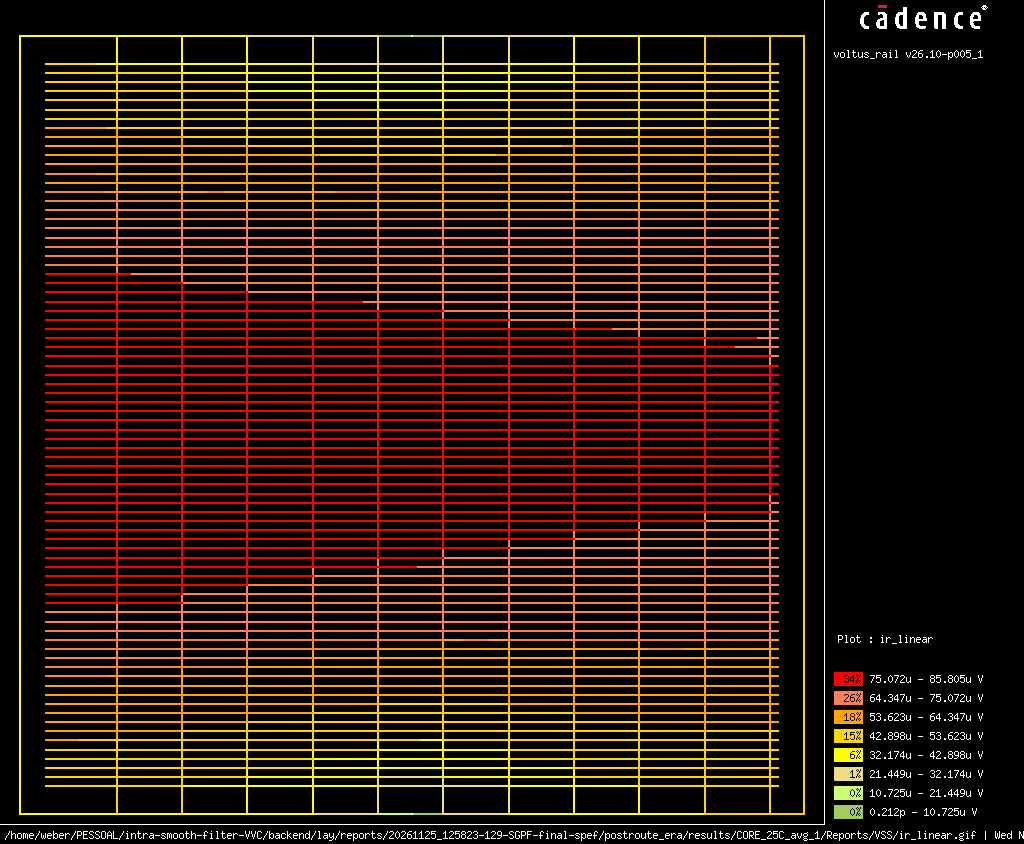 cādence®
voltus_rail v26.10-p005_1
Plot : ir_linear
34% 75.072u - 85.805u V
26% 64.347u - 75.072u V
18% 53.623u - 64.347u V
15% 42.898u - 53.623u V
6% 32.174u - 42.898u V
1% 21.449u - 32.174u V
0% 10.725u - 21.449u V
0% 0.212p - 10.725u V
/home/weber/PESSOAL/intra-smooth-filter-VVC/backend/lay/reports/20261125_125823-129-SGPF-final-spef/postroute_era/results/CORE_25C_avg_1/Reports/VSS/ir_linear.gif | Wed N